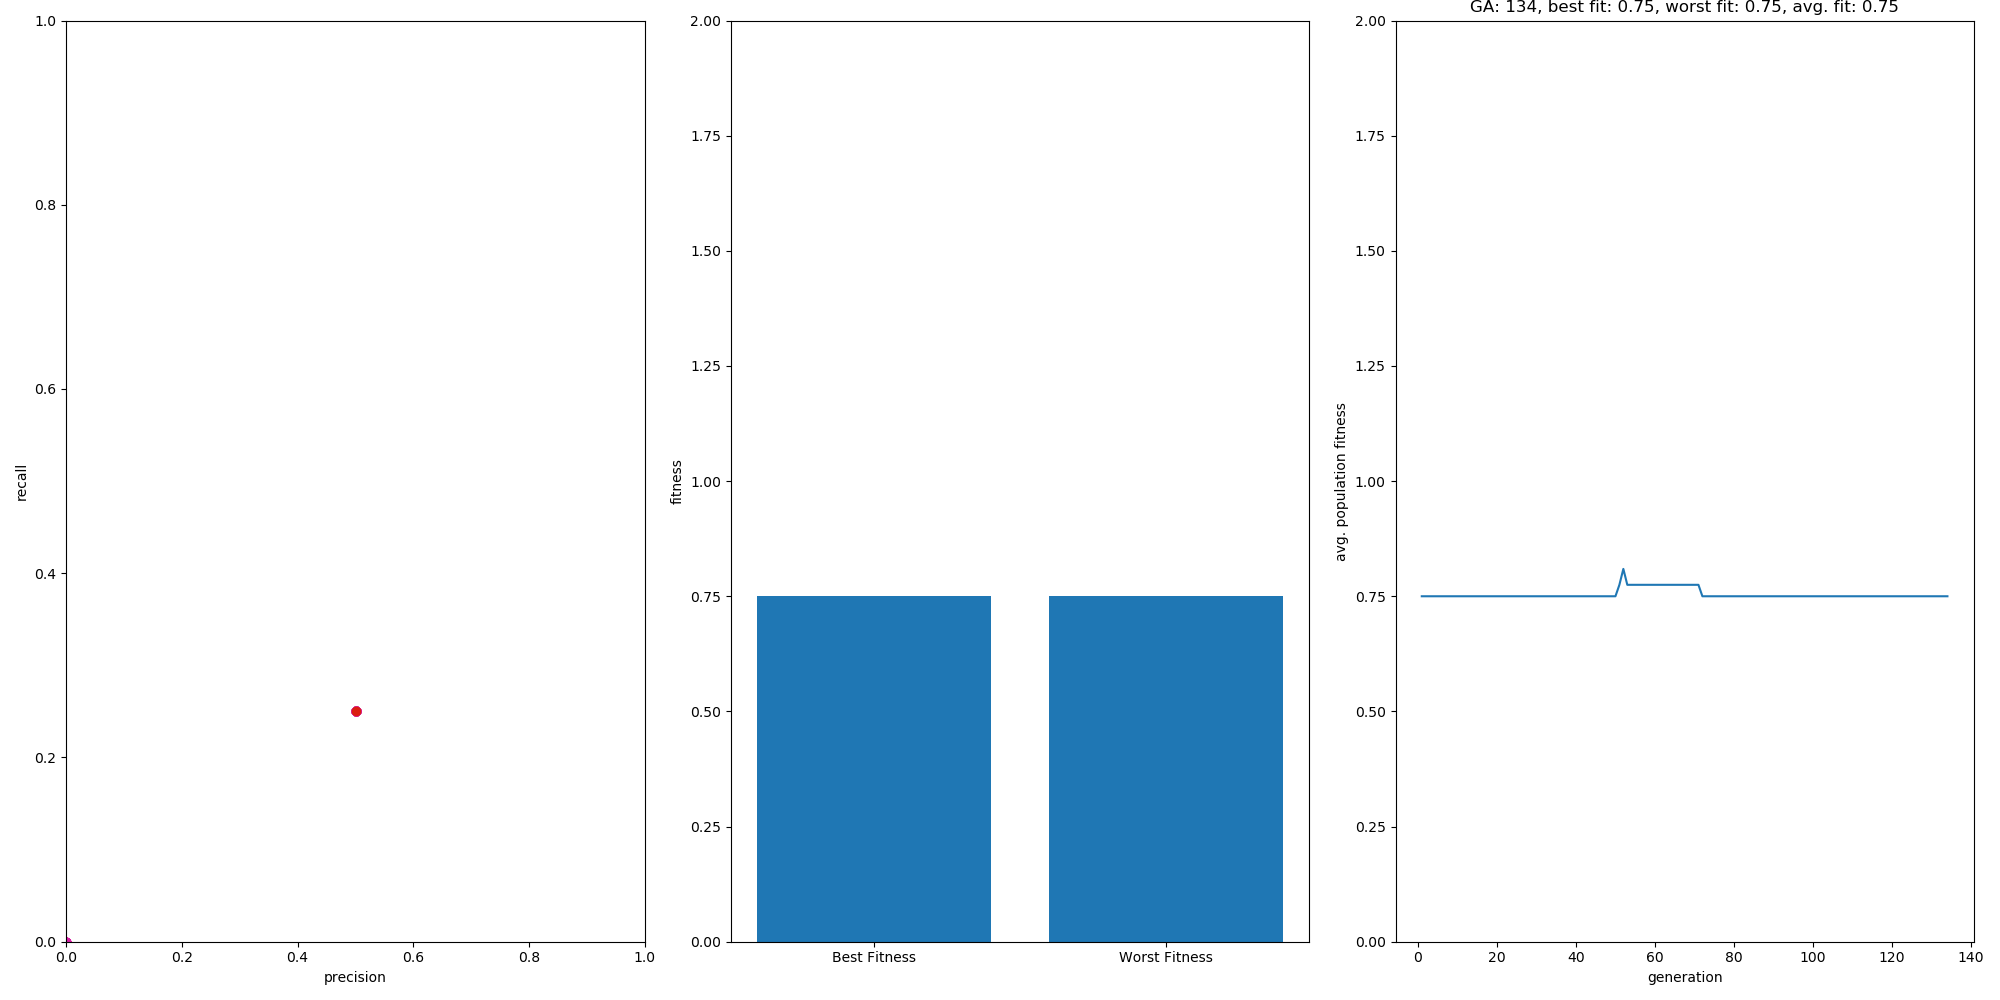 1.0
0.8
0.6
0.4
0.2
0.0
recall
0.0 0.2 0.4 0.6 0.8 1.0
precision
2.00
1.75
1.50
1.25
1.00
0.75
0.50
0.25
0.00
fitness
Best Fitness Worst Fitness
GA: 134, best fit: 0.75, worst fit: 0.75, avg. fit: 0.75
2.00
1.75
1.50
1.25
1.00
0.75
0.50
0.25
0.00
avg. population fitness
0 20 40 60 80 100 120 140
generation